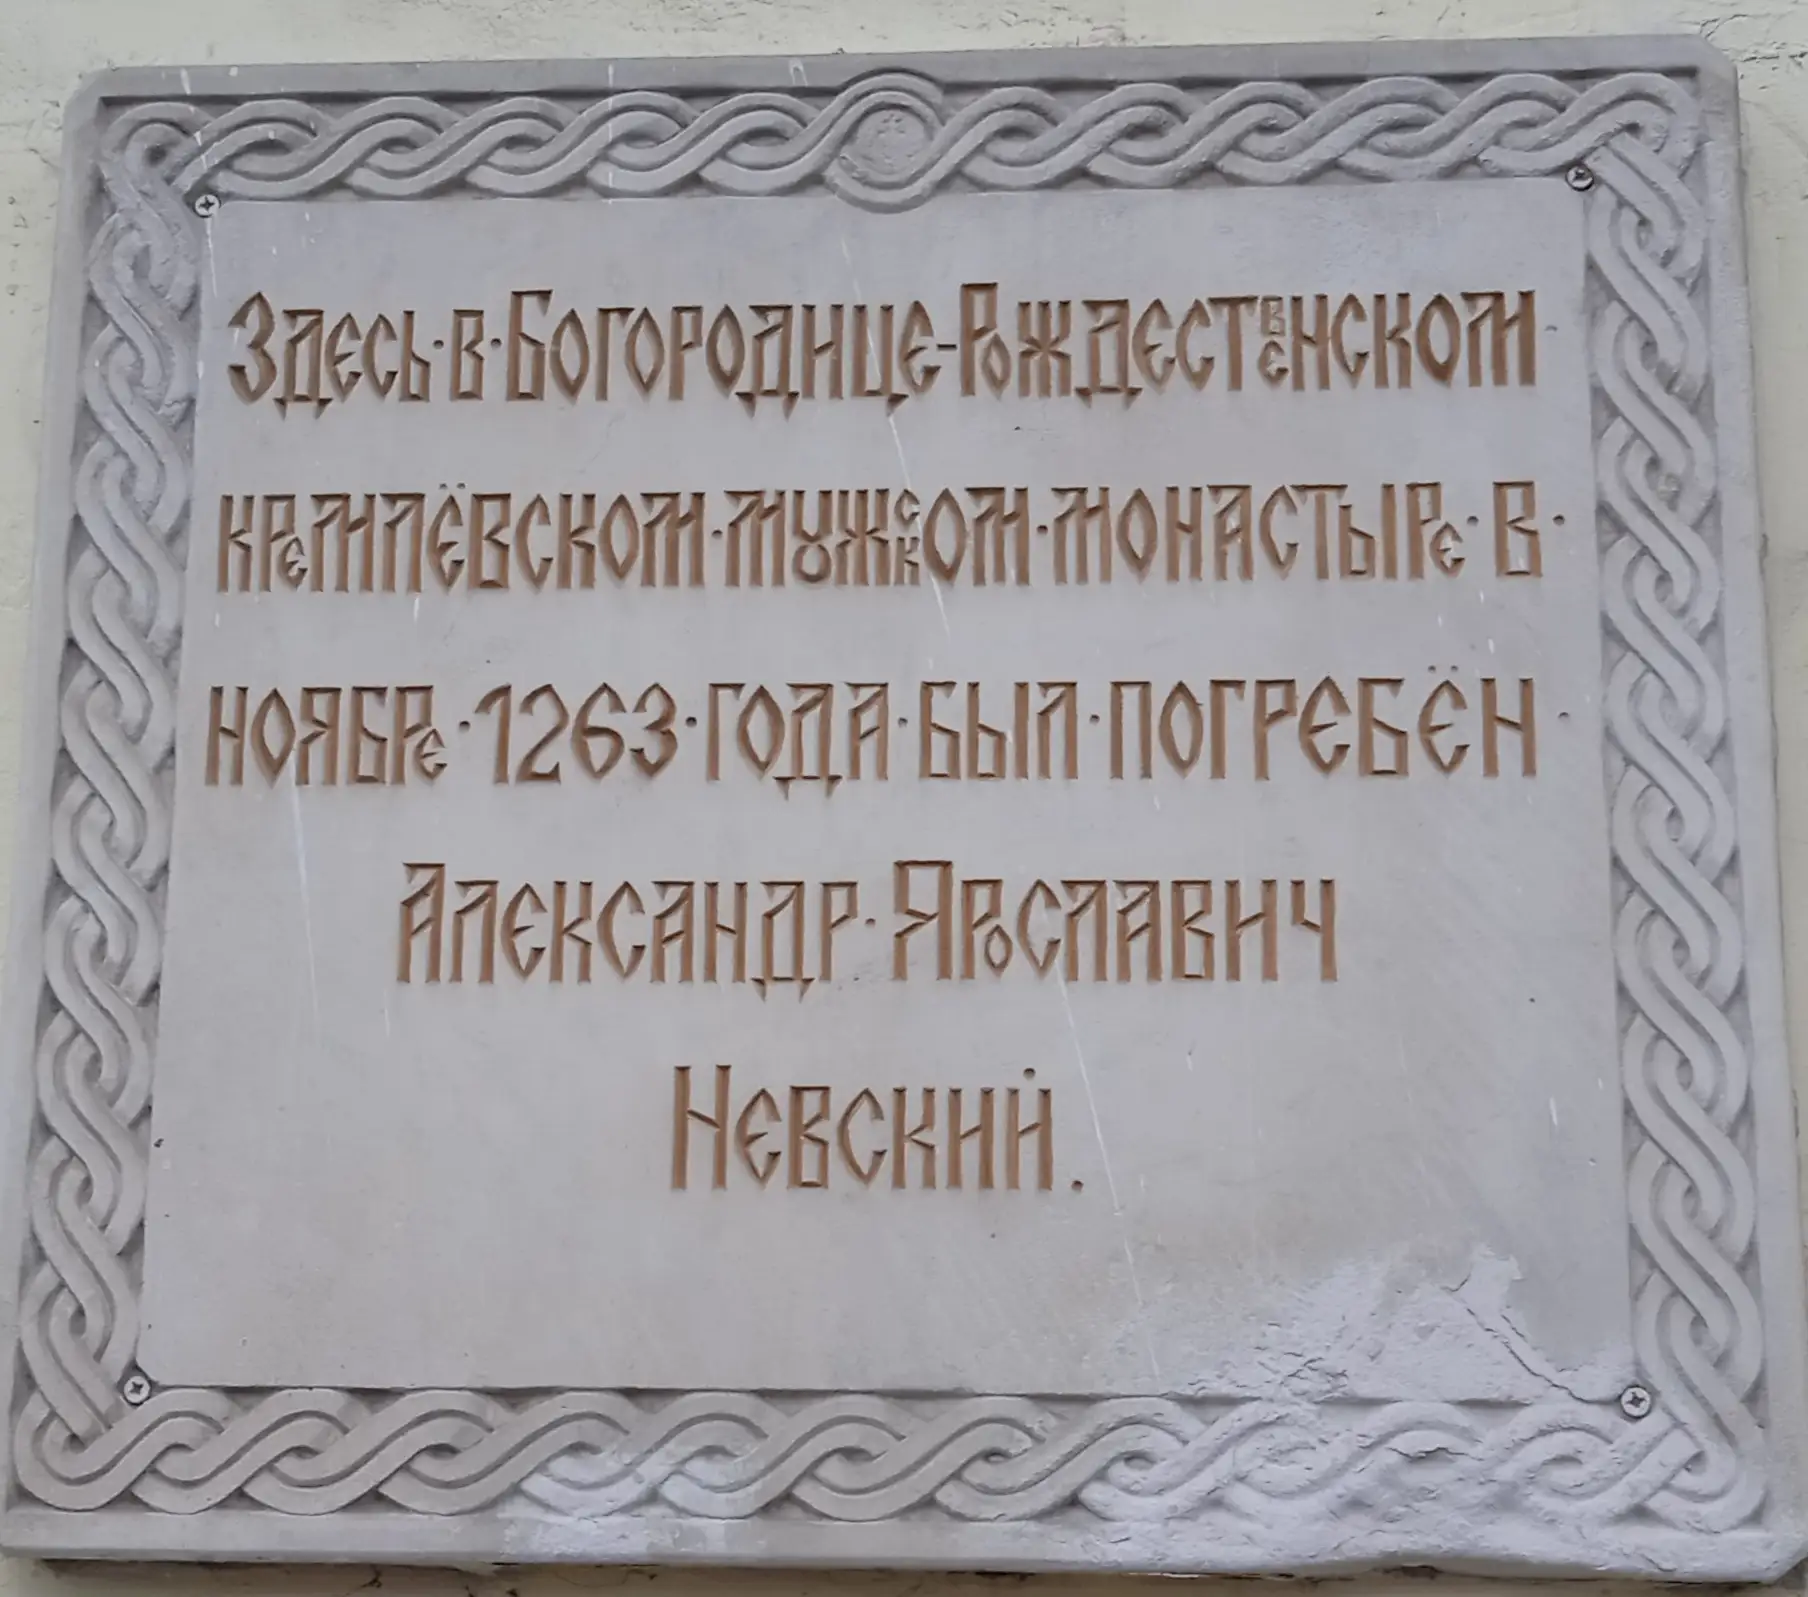 Здесь·в·Богородице-Рождественском
кремлёвском·мужском·монастыре·в·
ноябре·1263·года·был·погребён·
Александр·Ярославич
Невский.